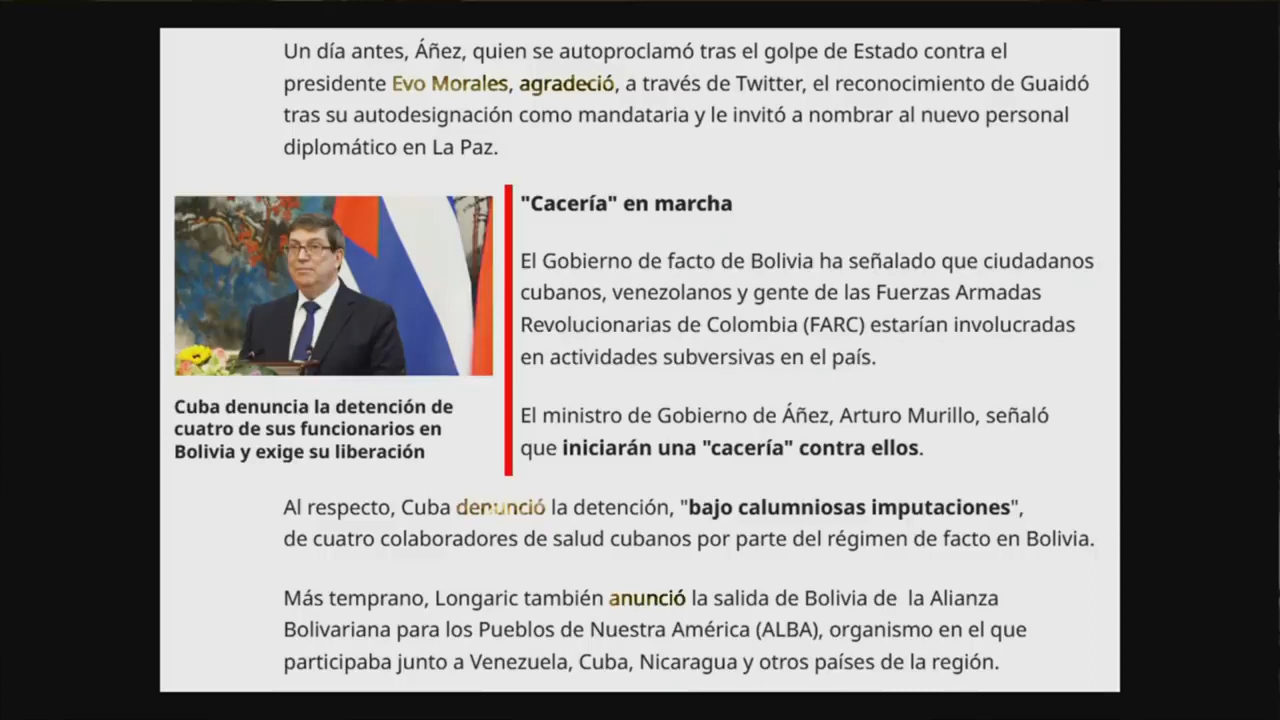 Un día antes, Áñez, quien se autoproclamó tras el golpe de Estado contra el
presidente Evo Morales, agradeció, a través de Twitter, el reconocimiento de Guaidó
tras su autodesignación como mandataria y le invitó a nombrar al nuevo personal
diplomático en La Paz.
Cuba denuncia la detención de
cuatro de sus funcionarios en
Bolivia y exige su liberación
"Cacería" en marcha
El Gobierno de facto de Bolivia ha señalado que ciudadanos
cubanos, venezolanos y gente de las Fuerzas Armadas
Revolucionarias de Colombia (FARC) estarían involucradas
en actividades subversivas en el país.
El ministro de Gobierno de Áñez, Arturo Murillo, señaló
que iniciarán una "cacería" contra ellos.
Al respecto, Cuba denunció la detención, "bajo calumniosas imputaciones",
de cuatro colaboradores de salud cubanos por parte del régimen de facto en Bolivia.
Más temprano, Longaric también anunció la salida de Bolivia de la Alianza
Bolivariana para los Pueblos de Nuestra América (ALBA), organismo en el que
participaba junto a Venezuela, Cuba, Nicaragua y otros países de la región.